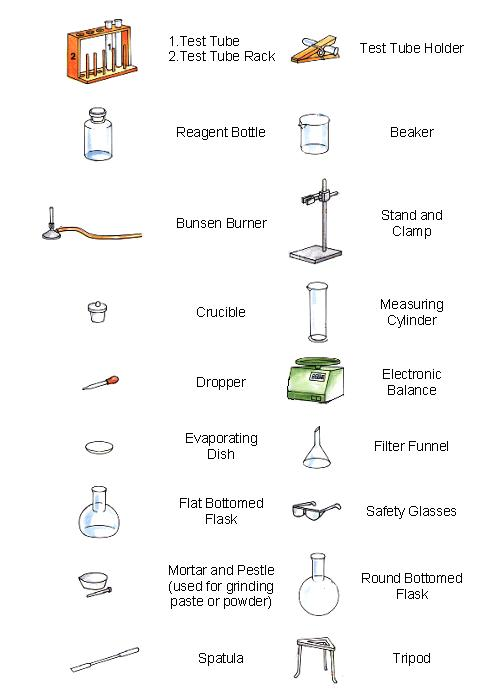 1.Test Tube
2.Test Tube Rack
Test Tube Holder
2
1
Reagent Bottle
Beaker
Bunsen Burner
Stand and
Clamp
Crucible
Measuring
Cylinder
Dropper
Electronic
Balance
Evaporating
Dish
Filter Funnel
Flat Bottomed
Flask
Safety Glasses
Mortar and Pestle
(used for grinding
paste or powder)
Round Bottomed
Flask
Spatula
Tripod